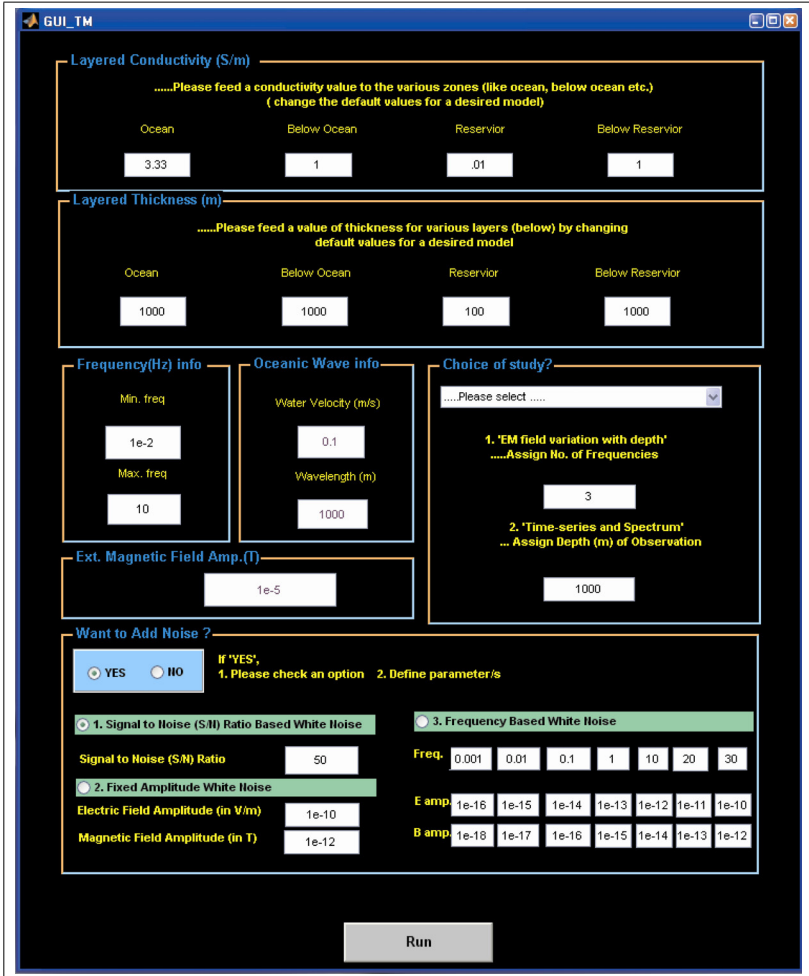 GUI_TM
Layered Conductivity (S/m)
......Please feed a conductivity value to the various zones (like ocean, below ocean etc.)
( change the default values for a desired model)
Ocean Below Ocean Reservior Below Reservior
3.33 1 .01 1
Layered Thickness (m)
......Please feed a value of thickness for various layers (below) by changing
default values for a desired model
Ocean Below Ocean Reservior Below Reservior
1000 1000 100 1000
Frequency(Hz) info
Min. freq
1e-2
Max. freq
10
Oceanic Wave info
Water Velocity (m/s)
0.1
Wavelength (m)
1000
Choice of study?
.....Please select .....
1. 'EM field variation with depth'
.....Assign No. of Frequencies
3
2. 'Time-series and Spectrum'
... Assign Depth (m) of Observation
1000
Ext. Magnetic Field Amp.(T)
1e-5
Want to Add Noise ?
YES NO
If 'YES',
1. Please check an option 2. Define parameter/s
1. Signal to Noise (S/N) Ratio Based White Noise
Signal to Noise (S/N) Ratio 50
2. Fixed Amplitude White Noise
Electric Field Amplitude (in V/m) 1e-10
Magnetic Field Amplitude (in T) 1e-12
3. Frequency Based White Noise
Freq. 0.001 0.01 0.1 1 10 20 30
E amp. 1e-16 1e-15 1e-14 1e-13 1e-12 1e-11 1e-10
B amp. 1e-18 1e-17 1e-16 1e-15 1e-14 1e-13 1e-12
Run